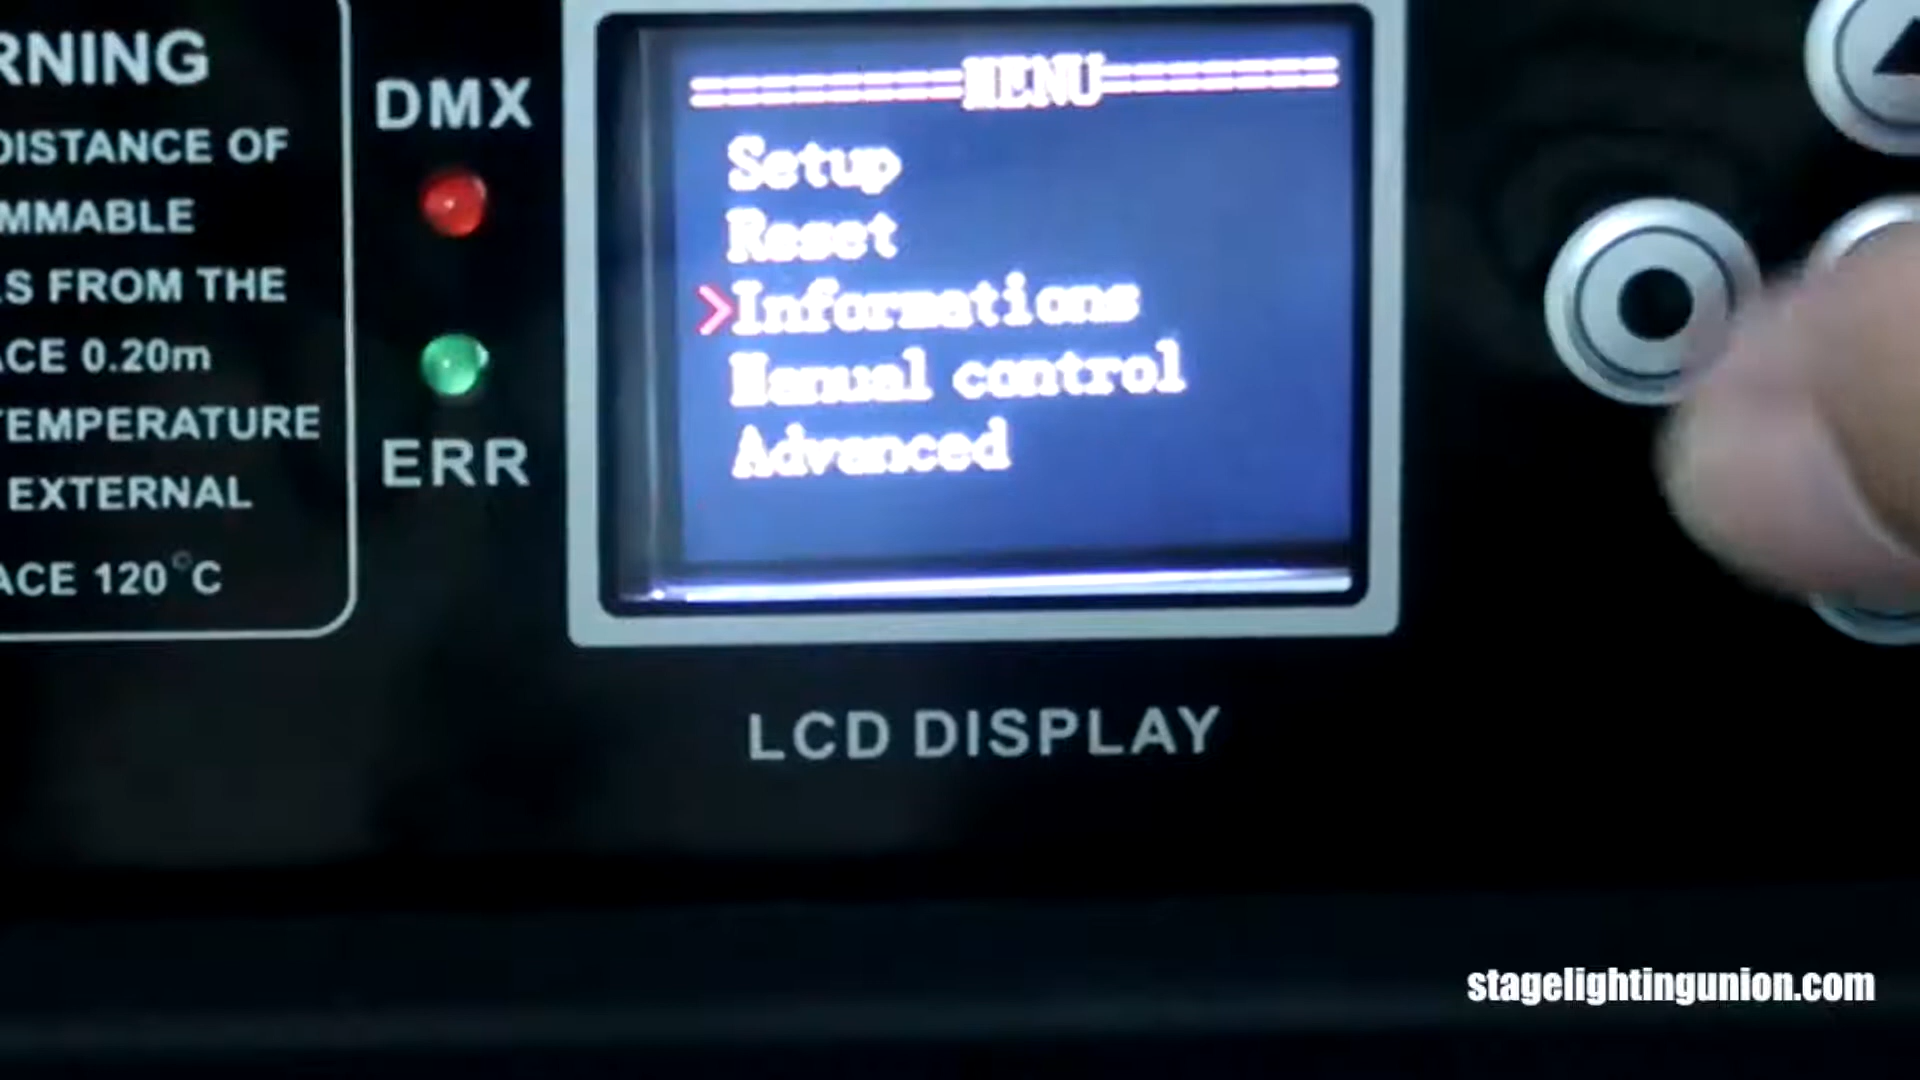 RNING
DISTANCE OF
MMABLE
LS FROM THE
ACE 0.20m
TEMPERATURE
EXTERNAL
ACE 120°C
DMX
ERR
=========MENU=========
Setup
Reset
>Informations
Manual control
Advanced
LCD DISPLAY
stagelightingunion.com